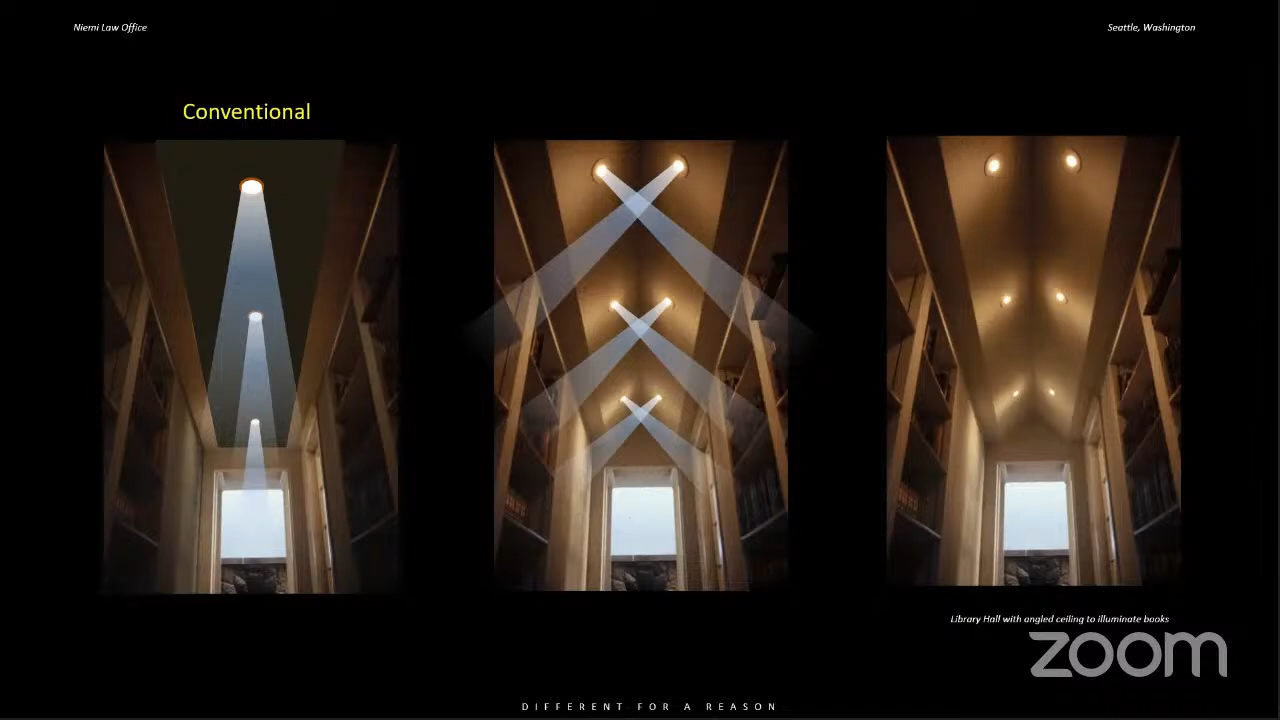 Niemi Law Office
Seattle, Washington
Conventional
Library Hall with angled ceiling to illuminate books
zoom
DIFFERENT FOR A REASON